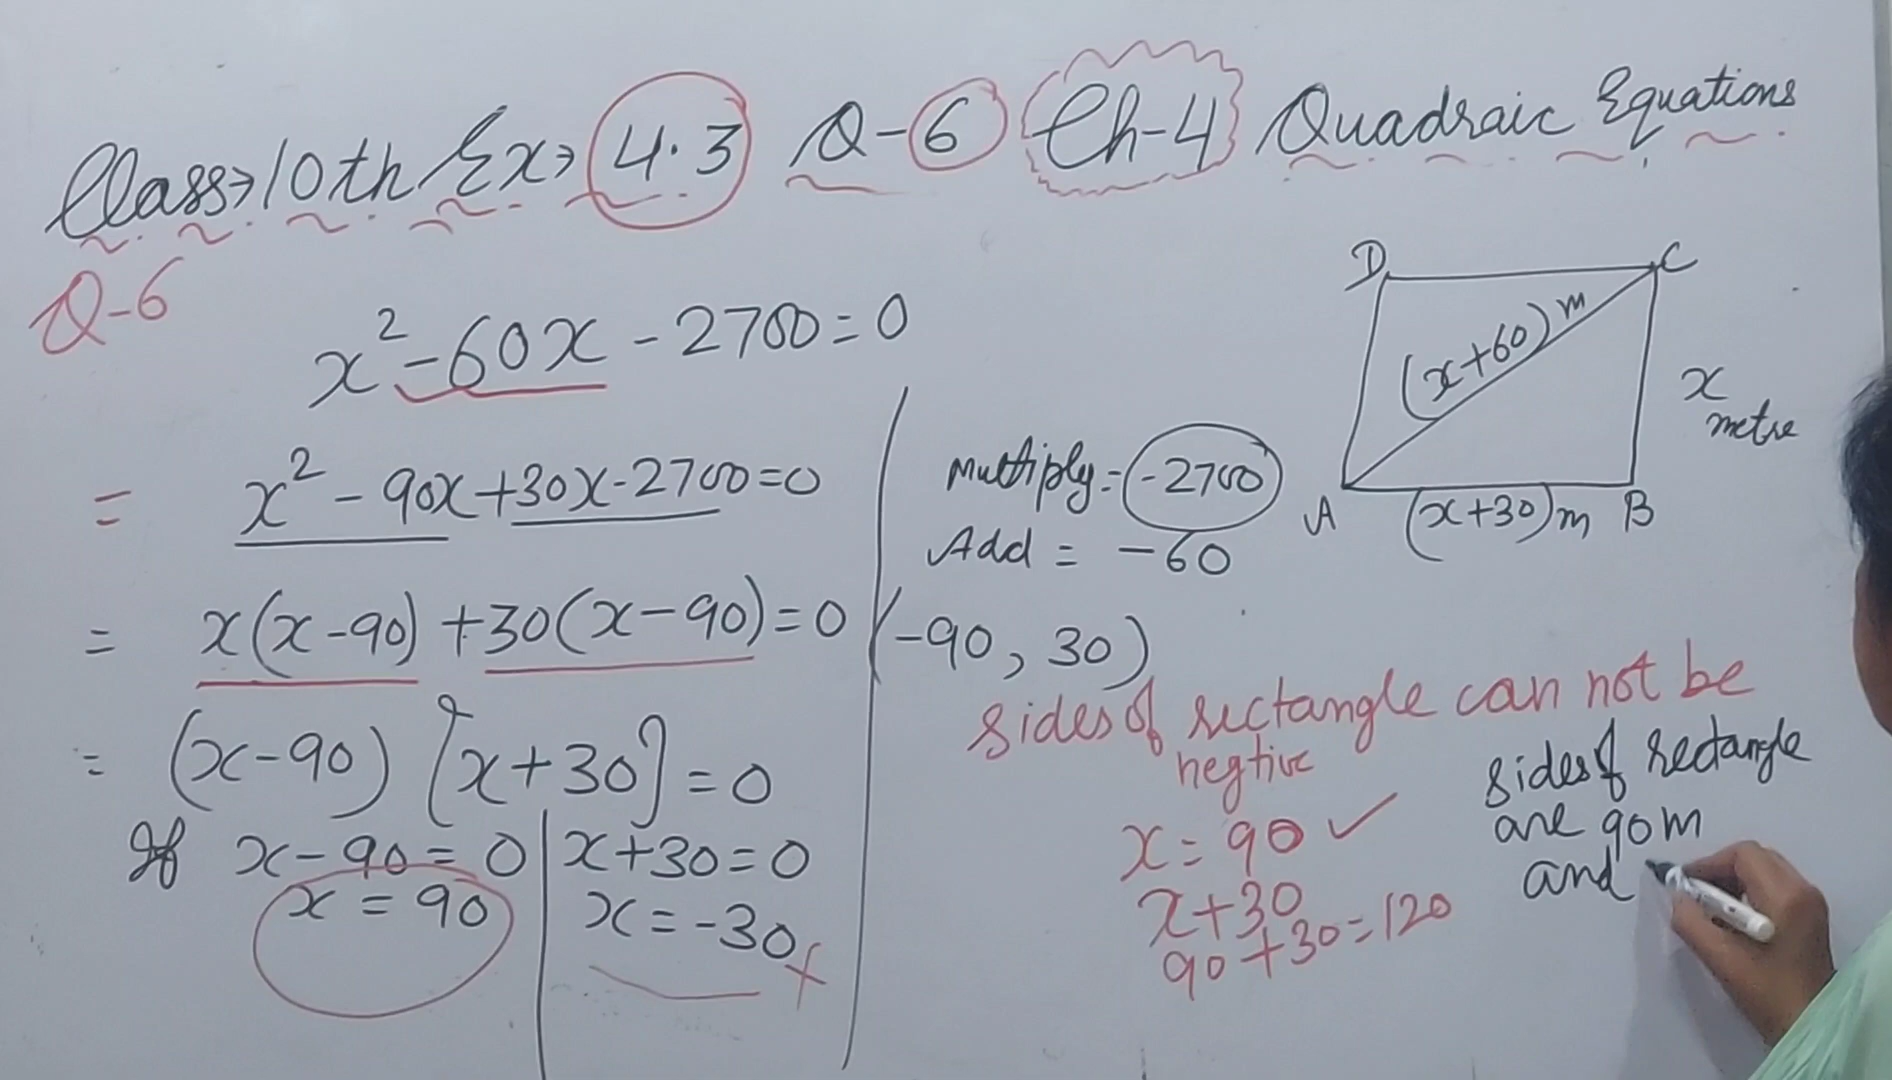 Class→10th Ex→ 4.3 Q-6 Ch-4 Quadraic Equations
Q-6
x² - 60x - 2700 = 0
= x² - 90x + 30x - 2700 = 0
= x(x-90) + 30(x-90) = 0
= (x-90) [x+30] = 0
If x - 90 = 0 | x + 30 = 0
x = 90 | x = -30 ×
Multiply = -2700
Add = -60
(-90, 30)
D C
(x+60) m
x
metre
A (x+30) m B
sides of rectangle can not be
negtive
x = 90 ✓
x + 30
90 + 30 = 120
sides of rectangle
are 90m
and